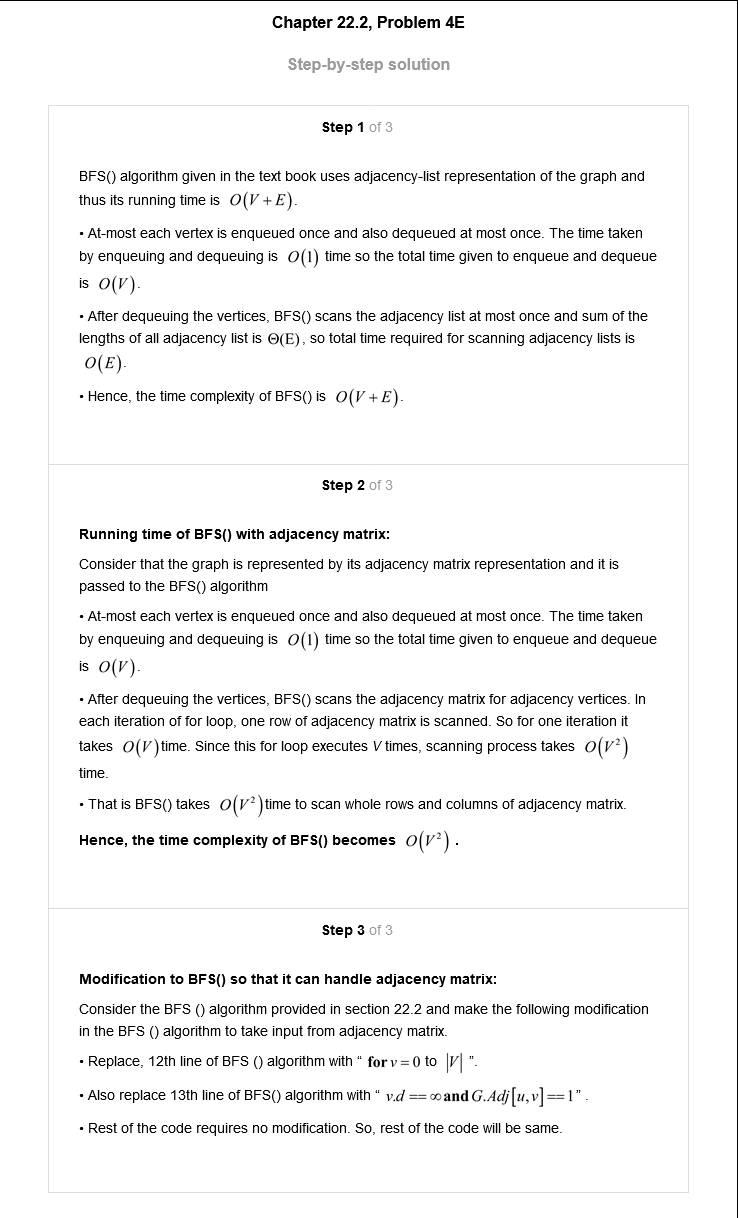 Chapter 22.2, Problem 4E
Step-by-step solution
Step 1 of 3
BFS() algorithm given in the text book uses adjacency-list representation of the graph and
thus its running time is O(V+E).
• At-most each vertex is enqueued once and also dequeued at most once. The time taken
by enqueuing and dequeuing is O(1) time so the total time given to enqueue and dequeue
is O(V).
• After dequeuing the vertices, BFS() scans the adjacency list at most once and sum of the
lengths of all adjacency list is Θ(E), so total time required for scanning adjacency lists is
O(E).
• Hence, the time complexity of BFS() is O(V+E).
Step 2 of 3
Running time of BFS() with adjacency matrix:
Consider that the graph is represented by its adjacency matrix representation and it is
passed to the BFS() algorithm
• At-most each vertex is enqueued once and also dequeued at most once. The time taken
by enqueuing and dequeuing is O(1) time so the total time given to enqueue and dequeue
is O(V).
• After dequeuing the vertices, BFS() scans the adjacency matrix for adjacency vertices. In
each iteration of for loop, one row of adjacency matrix is scanned. So for one iteration it
takes O(V) time. Since this for loop executes V times, scanning process takes O(V²)
time.
• That is BFS() takes O(V²) time to scan whole rows and columns of adjacency matrix.
Hence, the time complexity of BFS() becomes O(V²) .
Step 3 of 3
Modification to BFS() so that it can handle adjacency matrix:
Consider the BFS () algorithm provided in section 22.2 and make the following modification
in the BFS () algorithm to take input from adjacency matrix.
• Replace, 12th line of BFS () algorithm with “ for v = 0 to |V| ”.
• Also replace 13th line of BFS() algorithm with “ v.d == ∞ and G.Adj[u,v]==1” .
• Rest of the code requires no modification. So, rest of the code will be same.